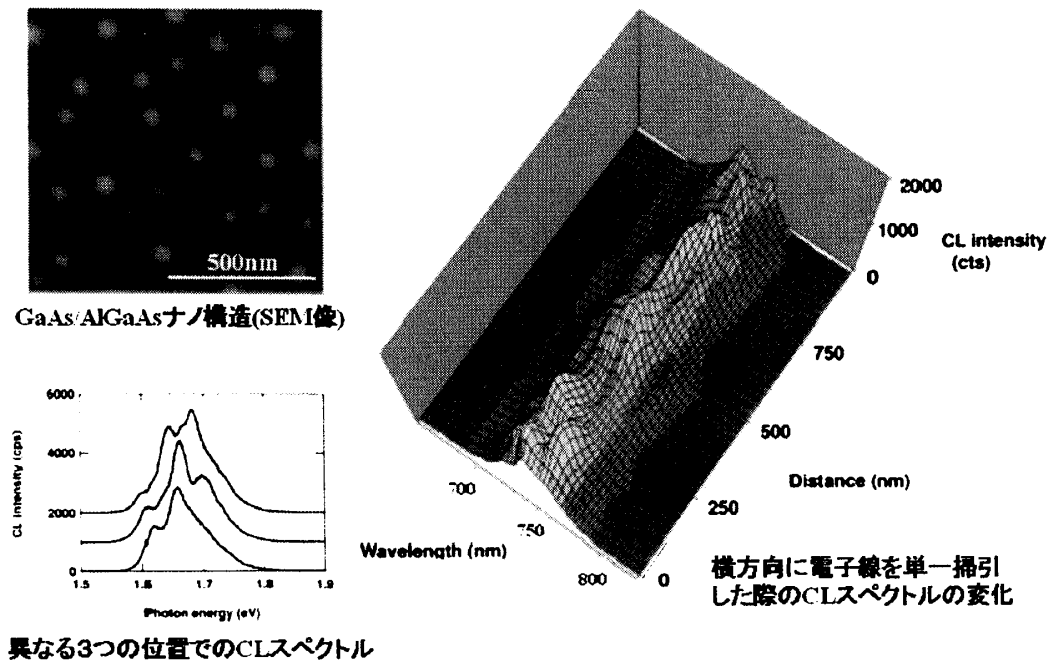 500nm
GaAs/AlGaAsナノ構造(SEM像)
6000
4000
2000
0
1.5
1.6
1.7
1.8
1.9
CL intensity (cps)
Photon energy (eV)
異なる3つの位置でのCLスペクトル
2000
1000
0
CL intensity
(cts)
750
500
250
0
Distance (nm)
700
750
800
Wavelength (nm)
横方向に電子線を単一掃引
した際のCLスペクトルの変化